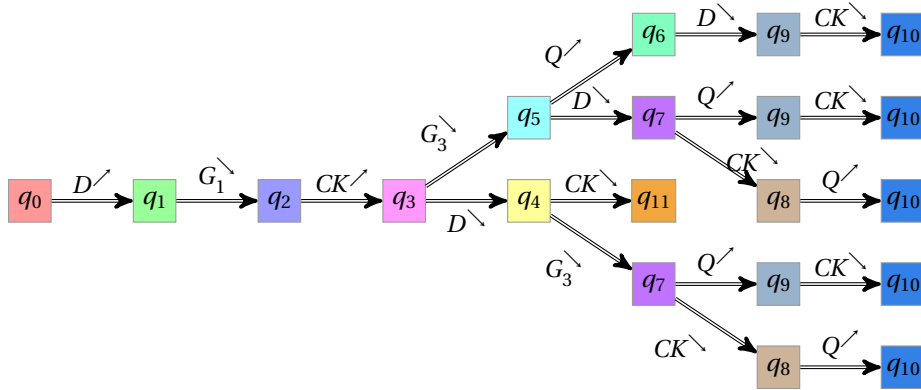 Q↗ q6 D↘ q9 CK↘ q10
G3↘ q5 D↘ q7 Q↗ q9 CK↘ q10
q0 D↗ q1 G1↘ q2 CK↗ q3 D↘ q4 CK↘ q11 CK↘ q8 Q↗ q10
G3↘ q7 Q↗ q9 CK↘ q10
CK↘ q8 Q↗ q10